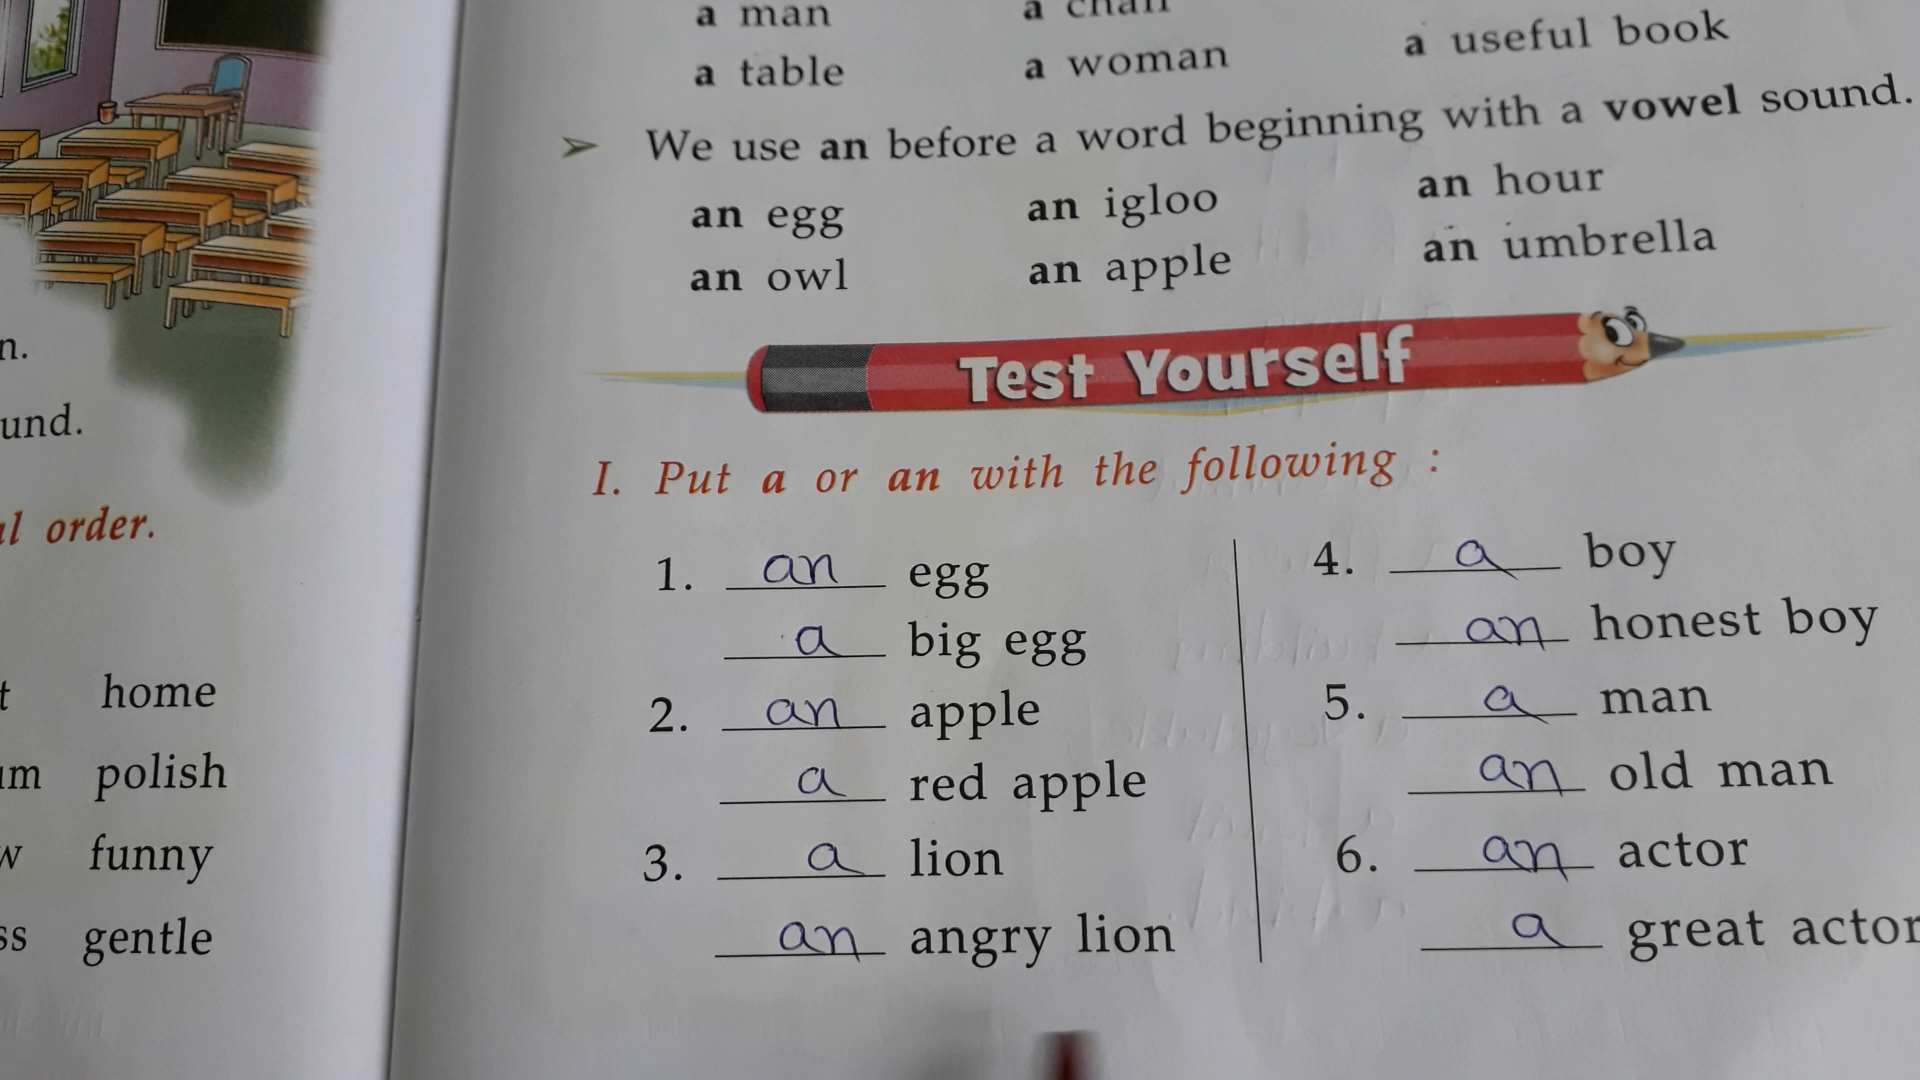 n.
und.
order.
home
polish
funny
gentle
a man
a table a woman a useful book
➢ We use an before a word beginning with a vowel sound.
an egg an igloo an hour
an owl an apple an umbrella
Test Yourself
I. Put a or an with the following :
1. an egg
a big egg
2. an apple
a red apple
3. a lion
an angry lion
4. a boy
an honest boy
5. a man
an old man
6. an actor
a great actor